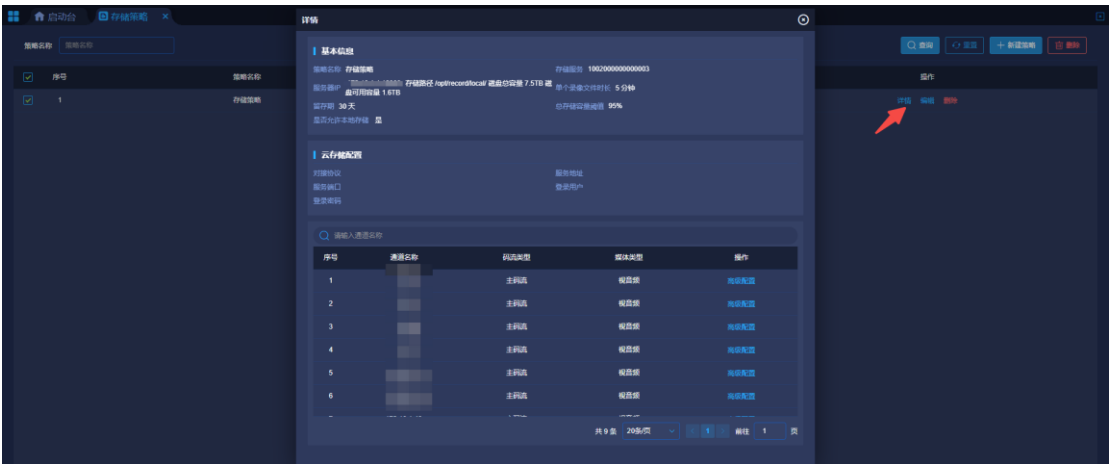 启动台 存储策略 ×
详情
策略名称 策略名称
查询 重置 + 新建策略 删除
序号 策略名称 操作
1 存储策略 详情 编辑 删除
基本信息
策略名称 存储策略 存储服务 1002000000000003
服务器IP 存储路径 /opt/record/local/ 磁盘总容量 7.5TB 磁
盘可用容量 1.6TB
单个录像文件时长 5分钟
留存期 30天 总存储容量阈值 95%
是否允许本地存储 是
云存储配置
对接协议 服务地址
服务端口 登录用户
登录密码
请输入通道名称
序号 通道名称 码流类型 媒体类型 操作
1 主码流 视音频 高级配置
2 主码流 视音频 高级配置
3 主码流 视音频 高级配置
4 主码流 视音频 高级配置
5 主码流 视音频 高级配置
6 主码流 视音频 高级配置
共 9 条 20条/页 1 前往 1 页